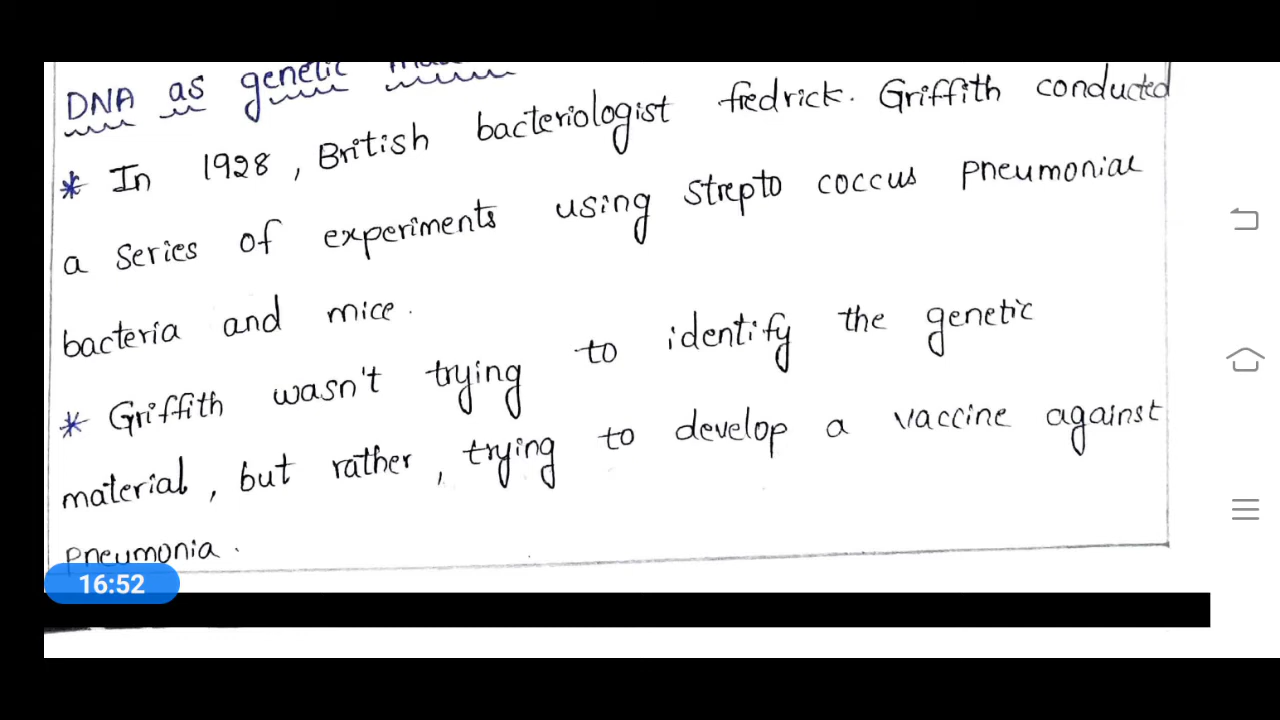 DNA as genetic
* In 1928, British bacteriologist fredrick. Griffith conducted
a series of experiments using strepto coccus pneumoniae
bacteria and mice.
* Griffith wasn't trying to identify the genetic
material, but rather, trying to develop a vaccine against
pneumonia.
16:52